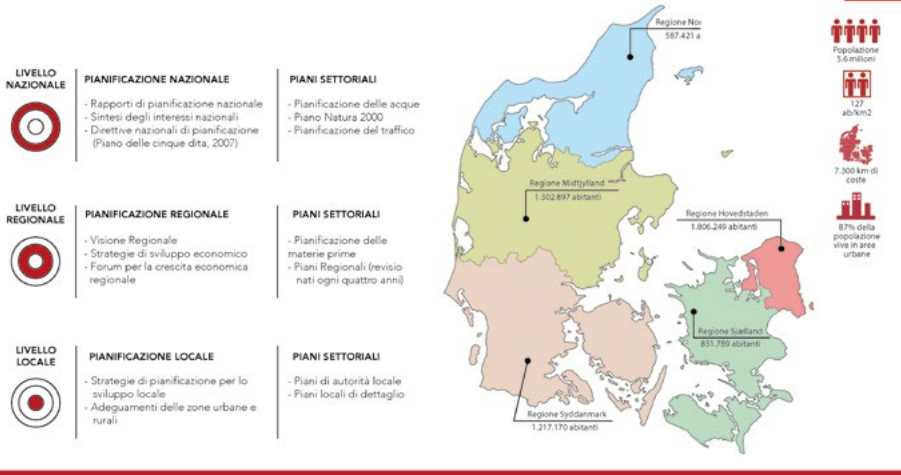 LIVELLO
NAZIONALE
PIANIFICAZIONE NAZIONALE
- Rapporti di pianificazione nazionale
- Sintesi degli interessi nazionali
- Direttive nazionali di pianificazione
(Piano delle cinque dita, 2007)
PIANI SETTORIALI
- Pianificazione delle acque
- Piano Natura 2000
- Pianificazione del traffico
LIVELLO
REGIONALE
PIANIFICAZIONE REGIONALE
- Visione Regionale
- Strategie di sviluppo economico
- Forum per la crescita economica
regionale
PIANI SETTORIALI
- Pianificazione delle
materie prime
- Piani Regionali (revisio
nati ogni quattro anni)
LIVELLO
LOCALE
PIANIFICAZIONE LOCALE
- Strategie di pianificazione per lo
sviluppo locale
- Adeguamenti delle zone urbane e
rurali
PIANI SETTORIALI
- Piani di autorità locale
- Piani locali di dettaglio
Regione No
587.421 a
Regione Midtjylland
1.302.897 abitanti
Regione Hovedstaden
1.806.249 abitanti
Regione Sjælland
831.789 abitanti
Regione Syddanmark
1.217.170 abitanti
Popolazione
5.6 milioni
127
ab/km2
7.300 km di
coste
87% della
popolazione
vive in aree
urbane